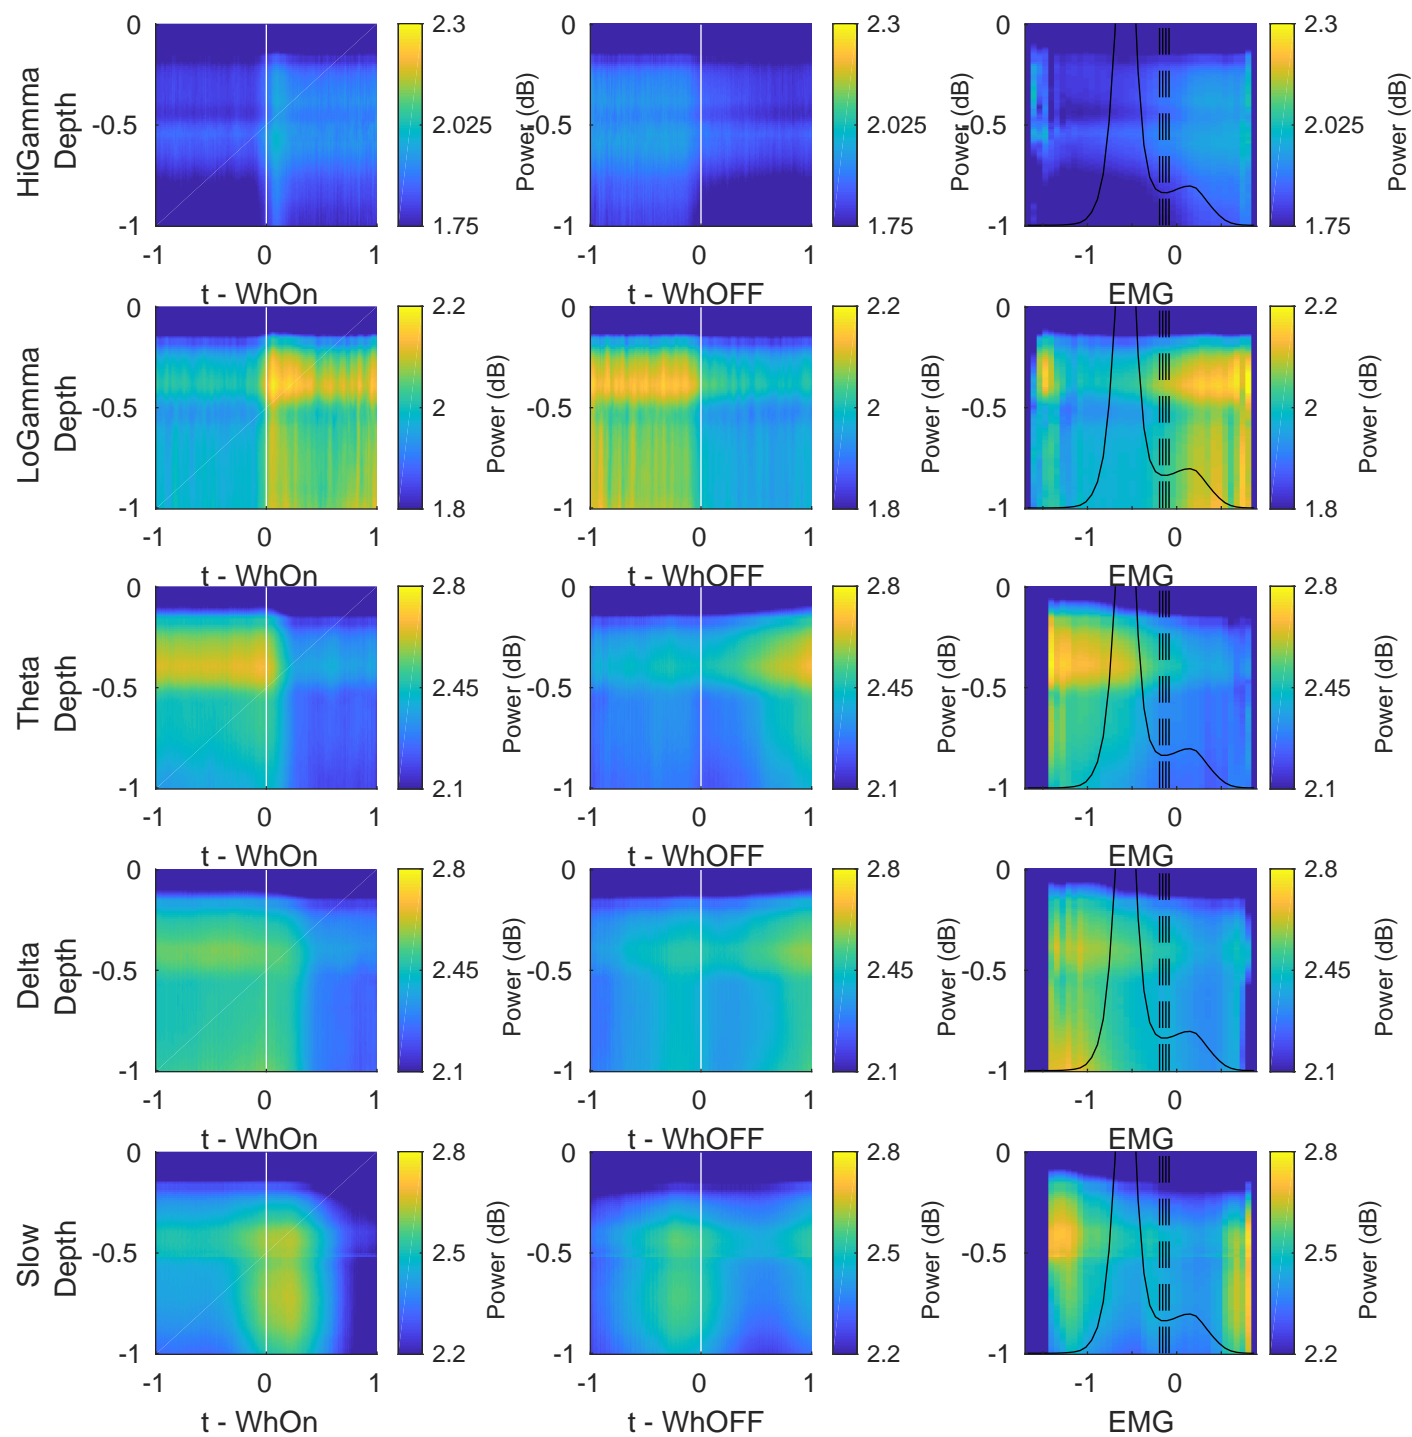 0 2.3 0 2.3 0 2.3
HiGamma
Depth
-0.5 2.025 Power (dB) -0.5 2.025 Power (dB) -0.5 2.025 Power (dB)
-1 1.75 -1 1.75 -1 1.75
-1 0 1 -1 0 1 -1 0
t - WhOn t - WhOFF EMG
0 2.2 0 2.2 0 2.2
LoGamma
Depth
-0.5 2 Power (dB) -0.5 2 Power (dB) -0.5 2 Power (dB)
-1 1.8 -1 1.8 -1 1.8
-1 0 1 -1 0 1 -1 0
t - WhOn t - WhOFF EMG
0 2.8 0 2.8 0 2.8
Theta
Depth
-0.5 2.45 Power (dB) -0.5 2.45 Power (dB) -0.5 2.45 Power (dB)
-1 2.1 -1 2.1 -1 2.1
-1 0 1 -1 0 1 -1 0
t - WhOn t - WhOFF EMG
0 2.8 0 2.8 0 2.8
Delta
Depth
-0.5 2.45 Power (dB) -0.5 2.45 Power (dB) -0.5 2.45 Power (dB)
-1 2.1 -1 2.1 -1 2.1
-1 0 1 -1 0 1 -1 0
t - WhOn t - WhOFF EMG
0 2.8 0 2.8 0 2.8
Slow
Depth
-0.5 2.5 Power (dB) -0.5 2.5 Power (dB) -0.5 2.5 Power (dB)
-1 2.2 -1 2.2 -1 2.2
-1 0 1 -1 0 1 -1 0
t - WhOn t - WhOFF EMG